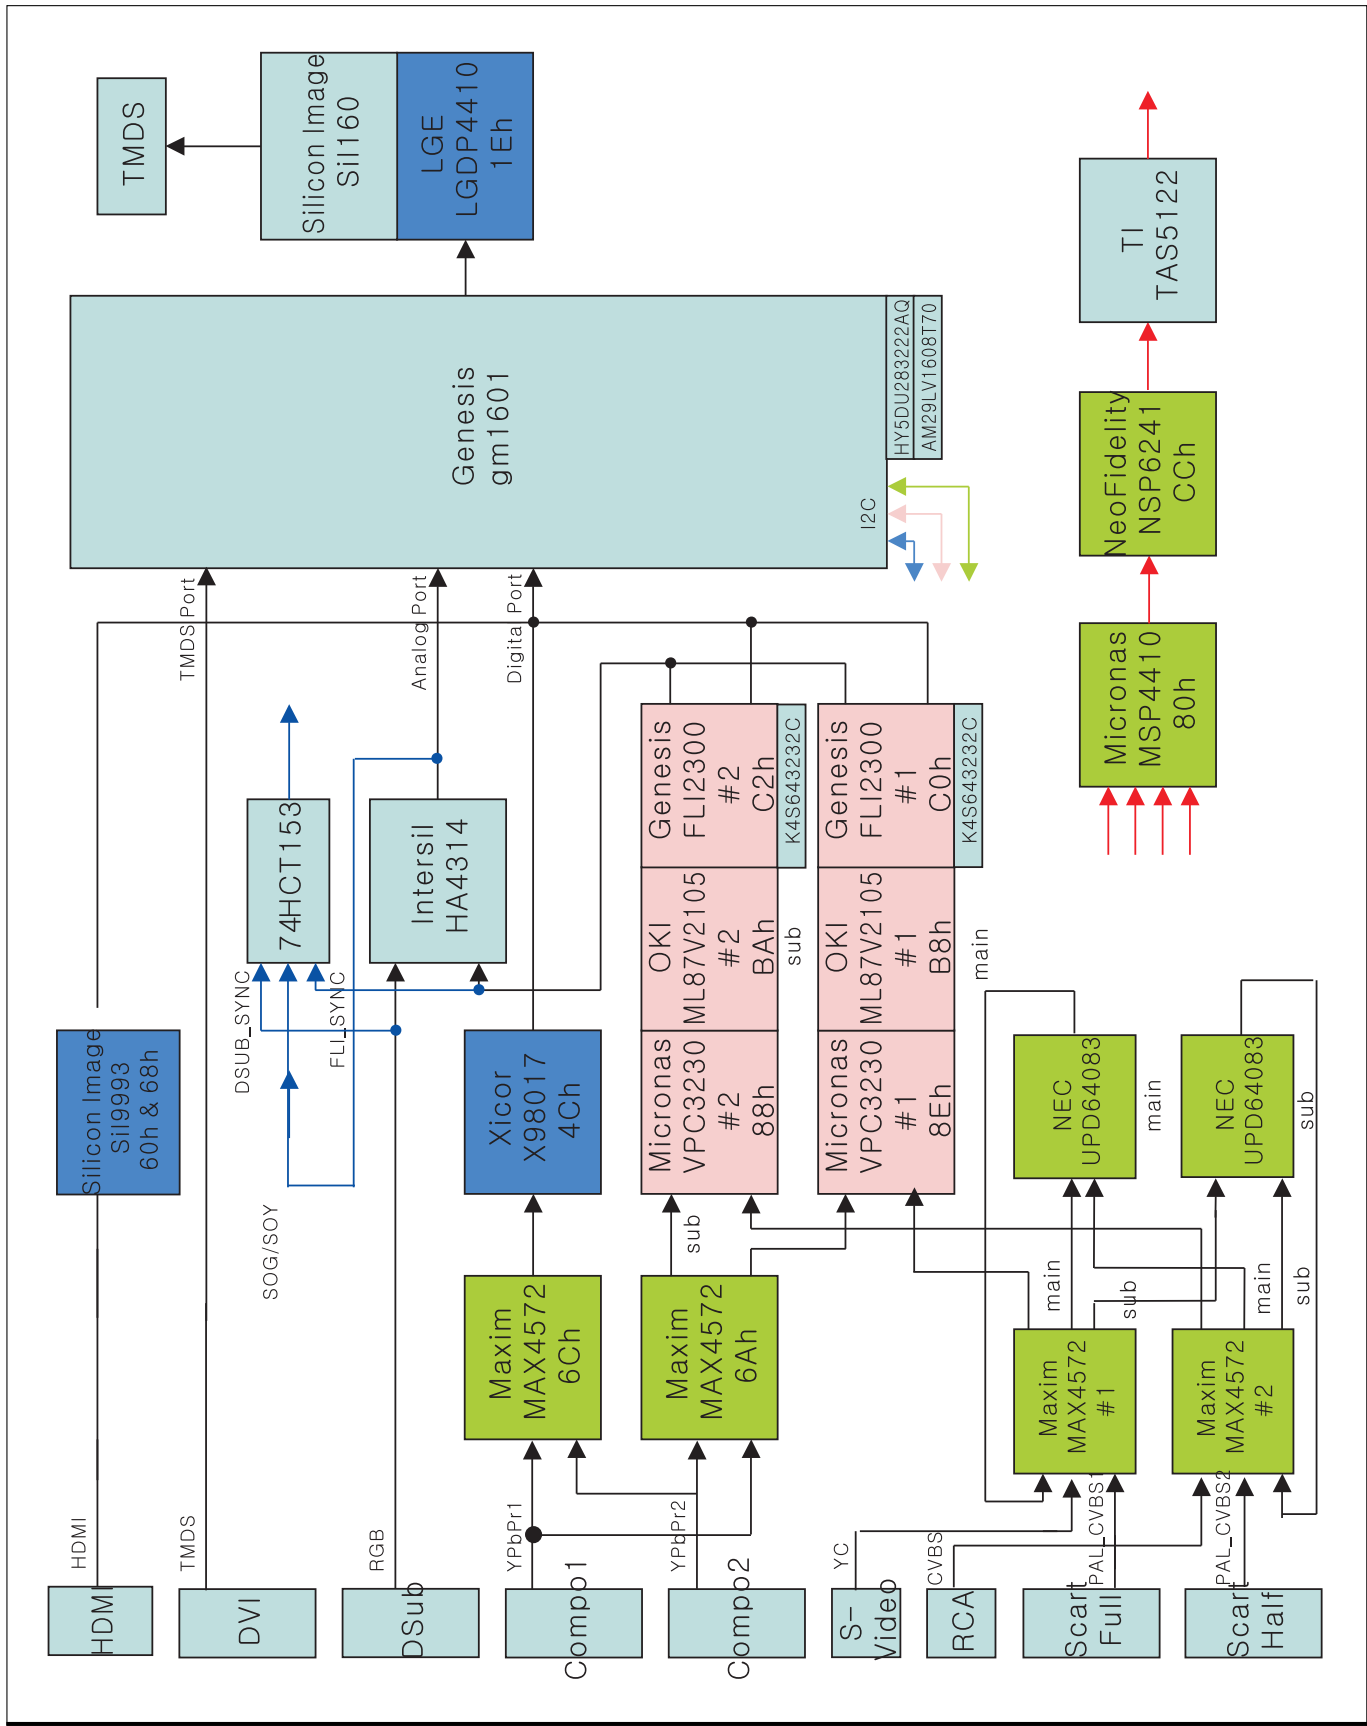 HDMI
DVI
DSub
Compo1
Compo2
S-
Video
RCA
Scart
Full
Scart
Half
HDMI
TMDS
RGB
YPbPr1
YPbPr2
YC
CVBS
PAL_CVBS1
PAL_CVBS2
Maxim
MAX4572
6Ch
Maxim
MAX4572
6Ah
Maxim
MAX4572
#1
Maxim
MAX4572
#2
SOG/SOY
sub
main
sub
main
sub
Silicon Image
SiI9993
60h & 68h
Xicor
X98017
4Ch
Micronas
VPC3230
#2
88h
Micronas
VPC3230
#1
8Eh
NEC
UPD64083
main
NEC
UPD64083
sub
DSUB_SYNC
FLI_SYNC
74HCT153
Intersil
HA4314
OKI
ML87V2105
#2
BAh
sub
OKI
ML87V2105
#1
B8h
main
Genesis
FLI2300
#2
C2h
K4S643232C
Genesis
FLI2300
#1
C0h
K4S643232C
Micronas
MSP4410
80h
TMDS Port
Analog Port
Digital Port
Genesis
gm1601
I2C
HY5DU283222AQ
AM29LV1608T70
NeoFidelity
NSP6241
CCh
TMDS
Silicon Image
SiI160
LGE
LGDP4410
1Eh
TI
TAS5122